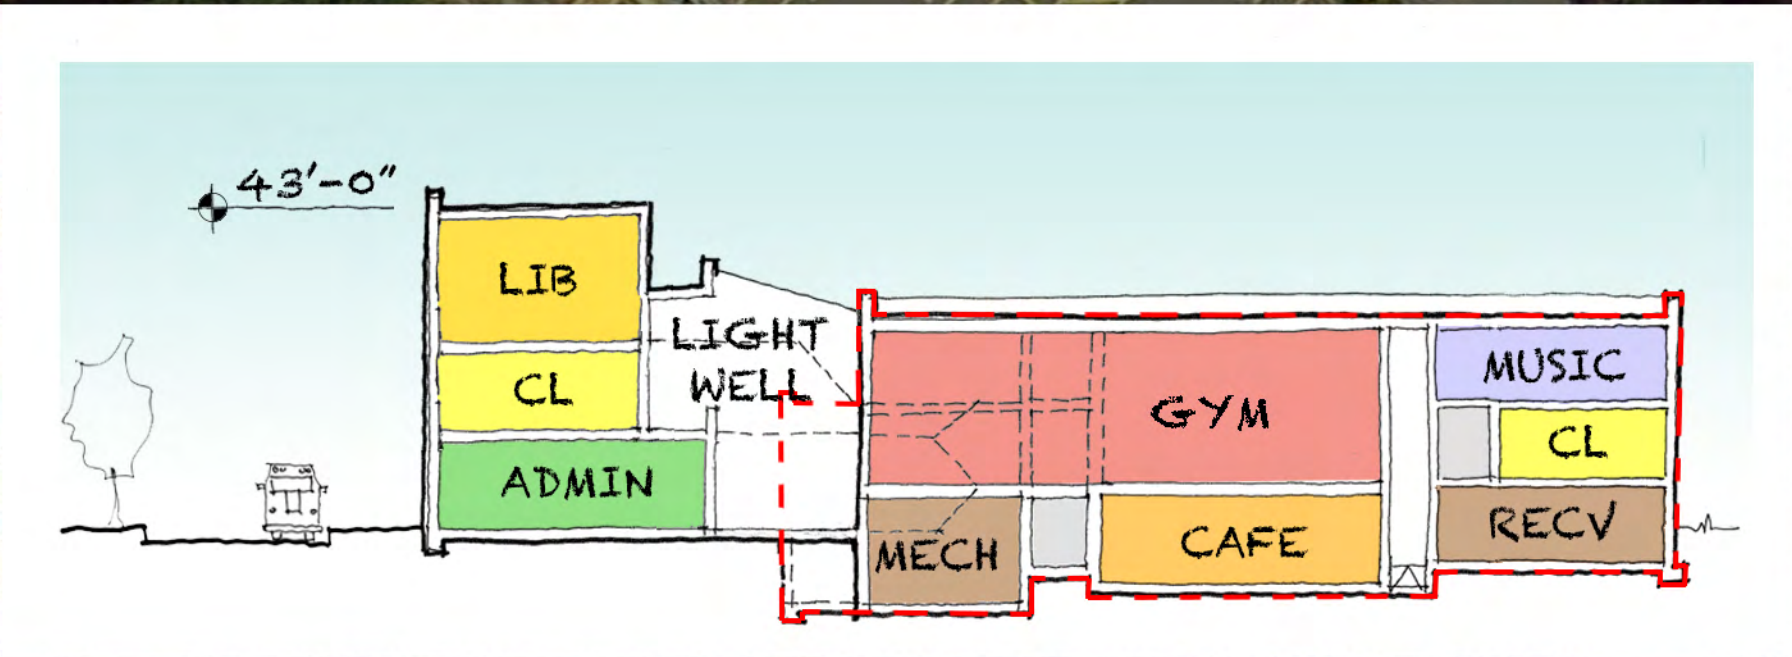 43'-0"
LIB
CL
ADMIN
LIGHT
WELL
GYM
MECH
CAFE
MUSIC
CL
RECV